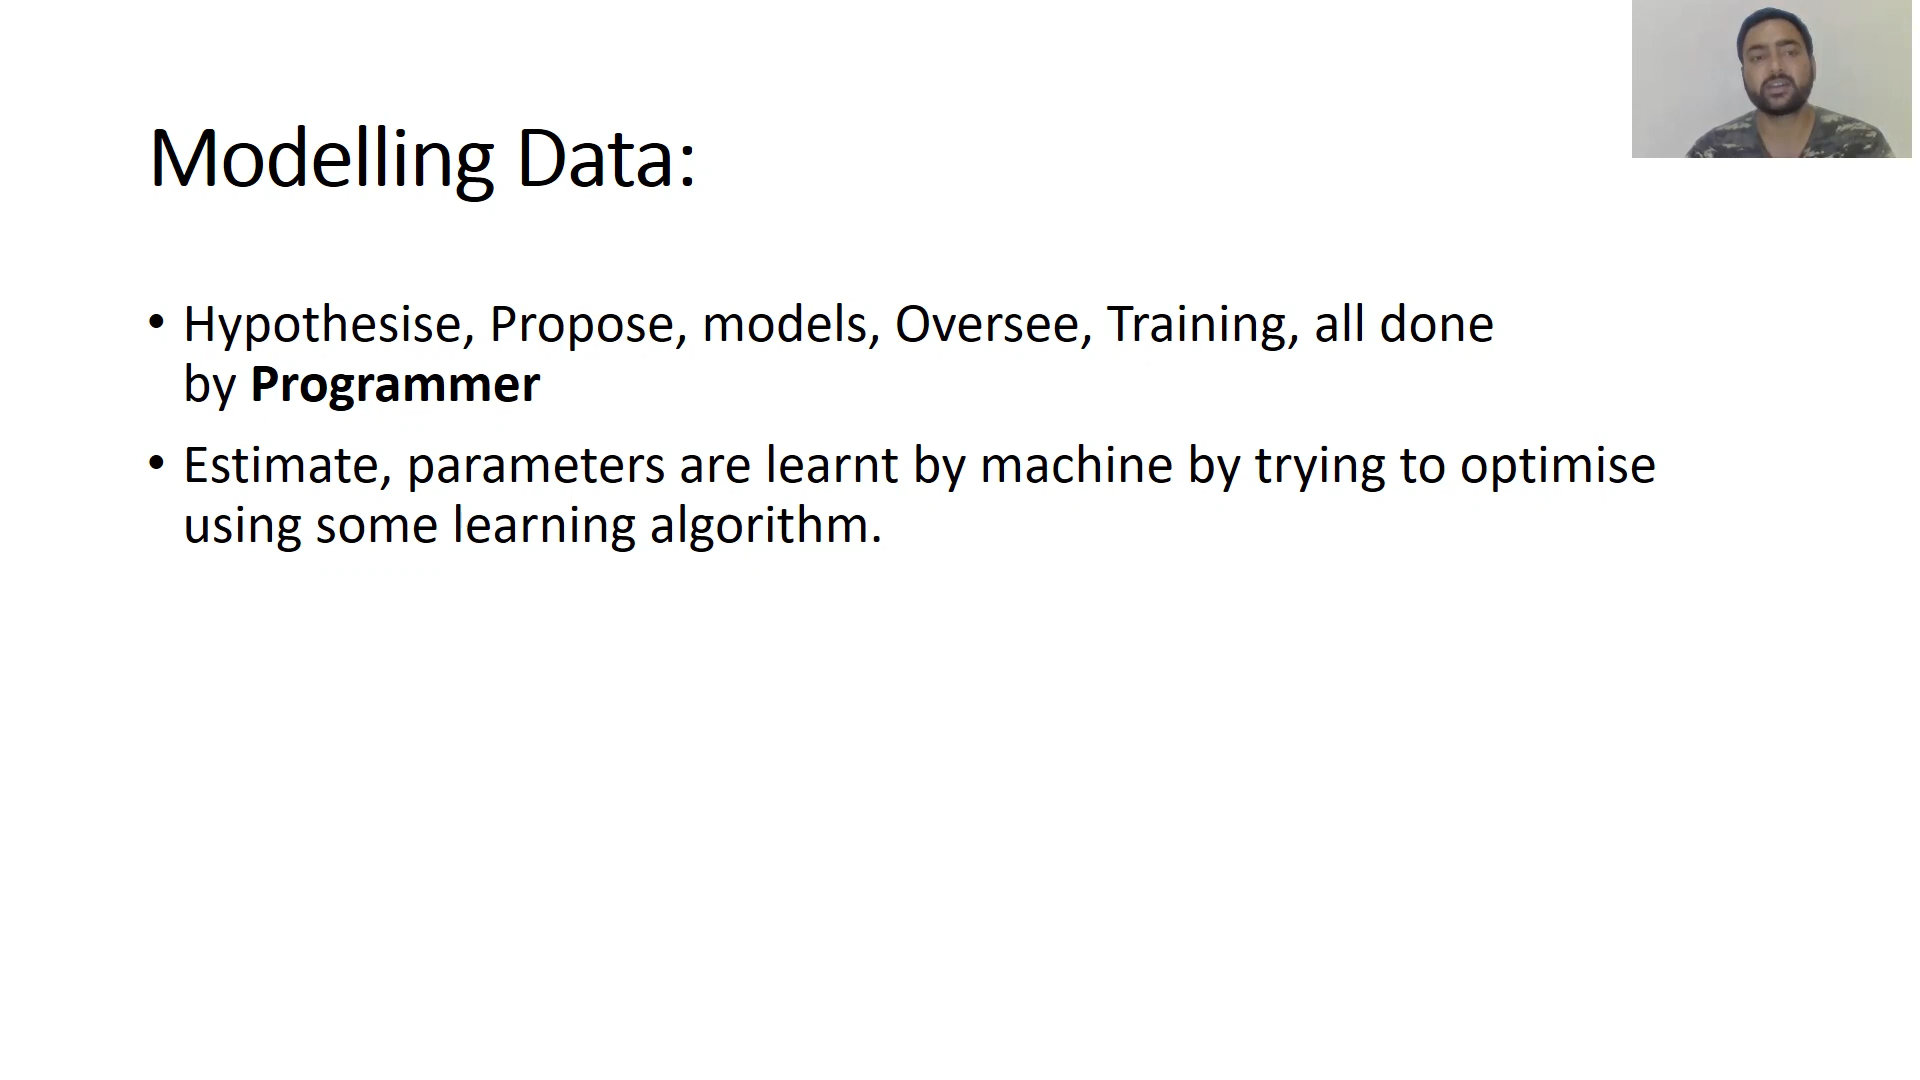 Modelling Data:
• Hypothesise, Propose, models, Oversee, Training, all done
by Programmer
• Estimate, parameters are learnt by machine by trying to optimise
using some learning algorithm.